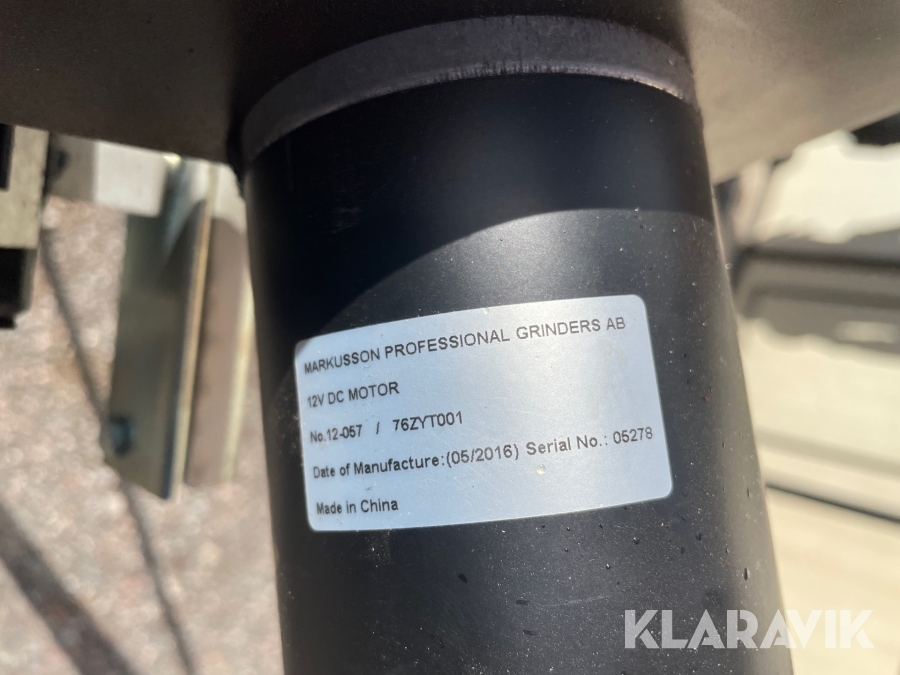 MARKUSSON PROFESSIONAL GRINDERS AB
12V DC MOTOR
No.12-057 / 76ZYT001
Date of Manufacture:(05/2016) Serial No.: 05278
Made in China
KLARAVIK